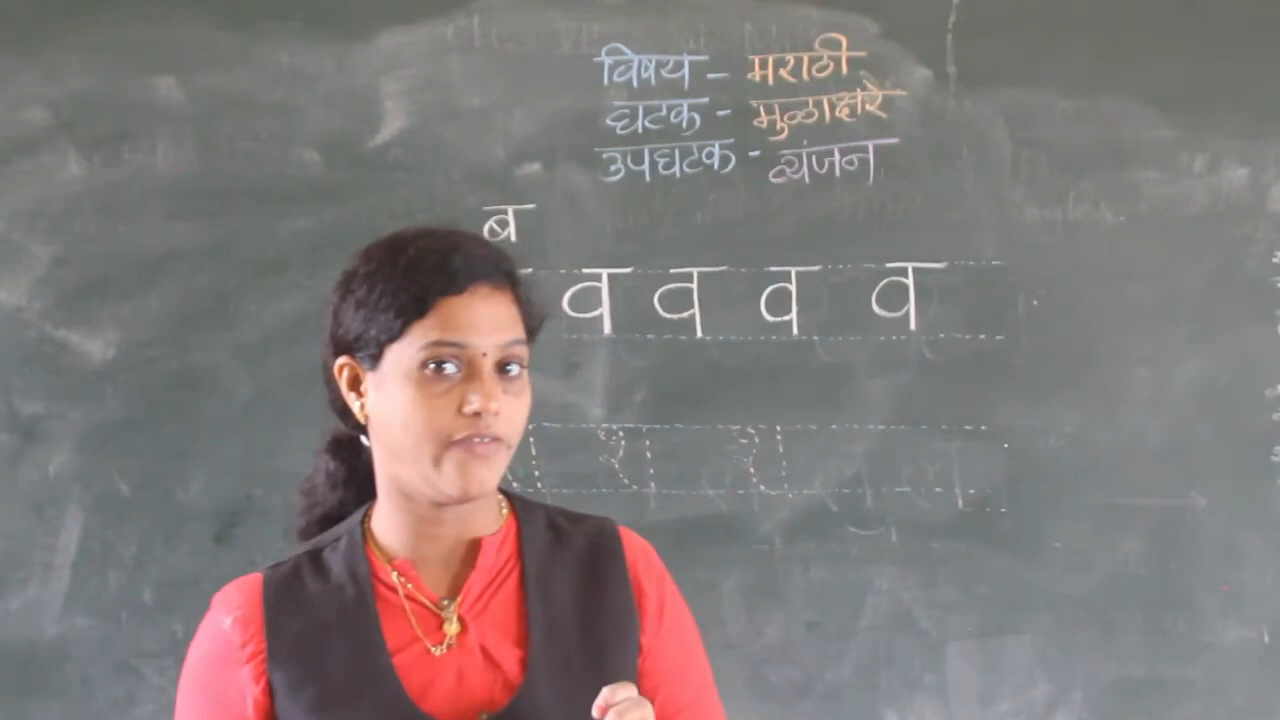 विषय - मराठी
घटक - मुळाक्षरे
उपघटक - व्यंजन
ब
व व व व
श श